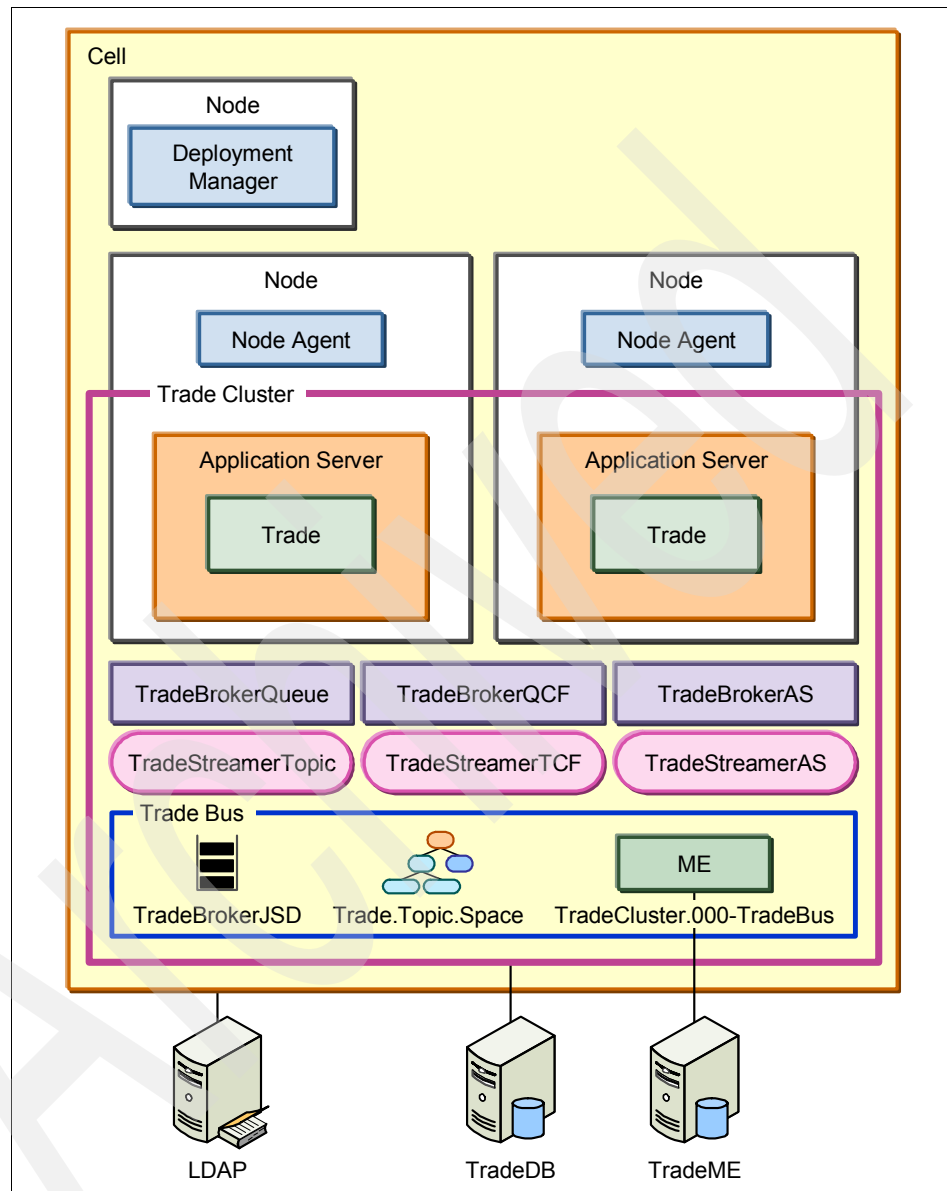 Cell
Node
Deployment
Manager
Node
Node
Node Agent
Node Agent
Trade Cluster
Application Server
Application Server
Trade
Trade
TradeBrokerQueue
TradeBrokerQCF
TradeBrokerAS
TradeStreamerTopic
TradeStreamerTCF
TradeStreamerAS
Trade Bus
ME
TradeBrokerJSD
Trade.Topic.Space
TradeCluster.000-TradeBus
LDAP
TradeDB
TradeME
Archived